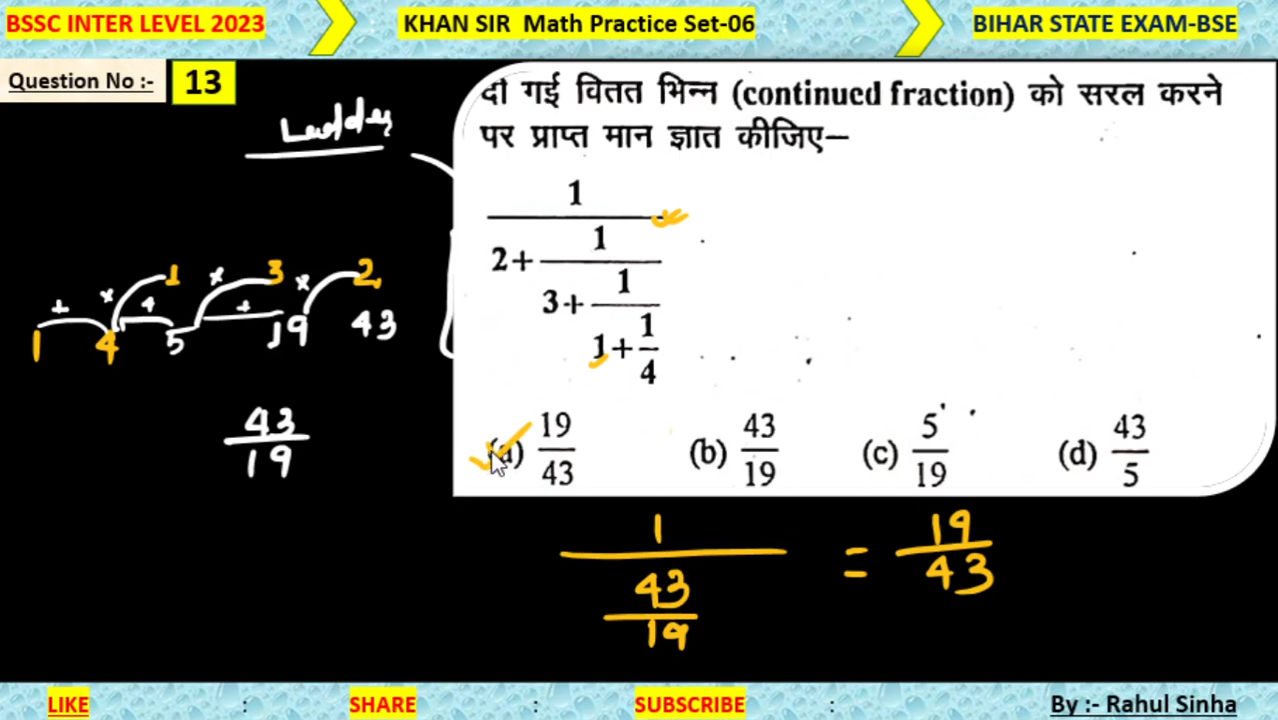 BSSC INTER LEVEL 2023
KHAN SIR Math Practice Set-06
BIHAR STATE EXAM-BSE
Question No :- 13
Ladder
दी गई वितत भिन्न (continued fraction) को सरल करने
पर प्राप्त मान ज्ञात कीजिए–
1
2+ 1
3+ 1
1+ 1
4
(a) 19/43 (b) 43/19 (c) 5/19 (d) 43/5
+ × 4 × + ×
1 3 2
1 4 5 19 43
43
19
1
43
19
= 19
43
LIKE : SHARE : SUBSCRIBE : By :- Rahul Sinha